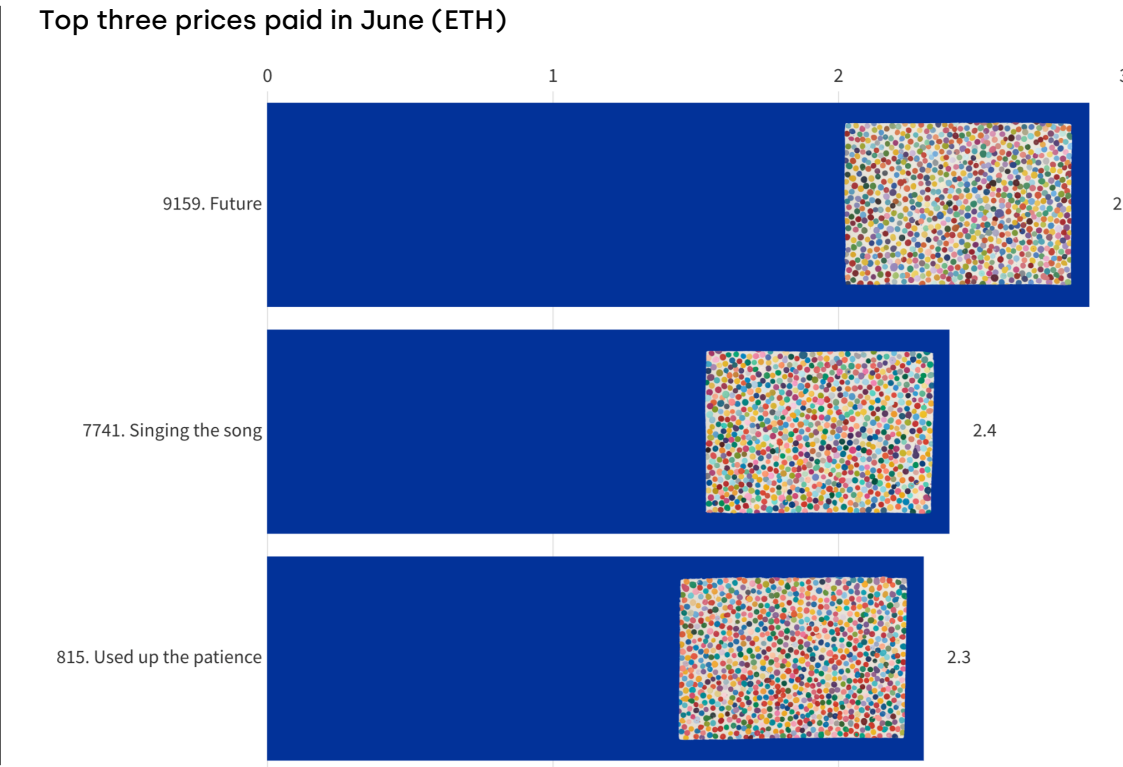 Top three prices paid in June (ETH)
0 1 2
9159. Future
7741. Singing the song 2.4
815. Used up the patience 2.3